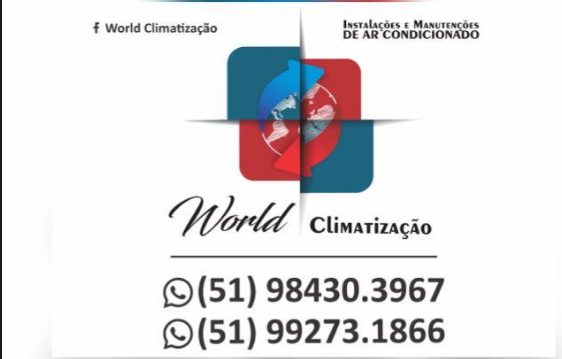 f World Climatização
Instalações e Manutenções
DE AR CONDICIONADO
World Climatização
(51) 98430.3967
(51) 99273.1866